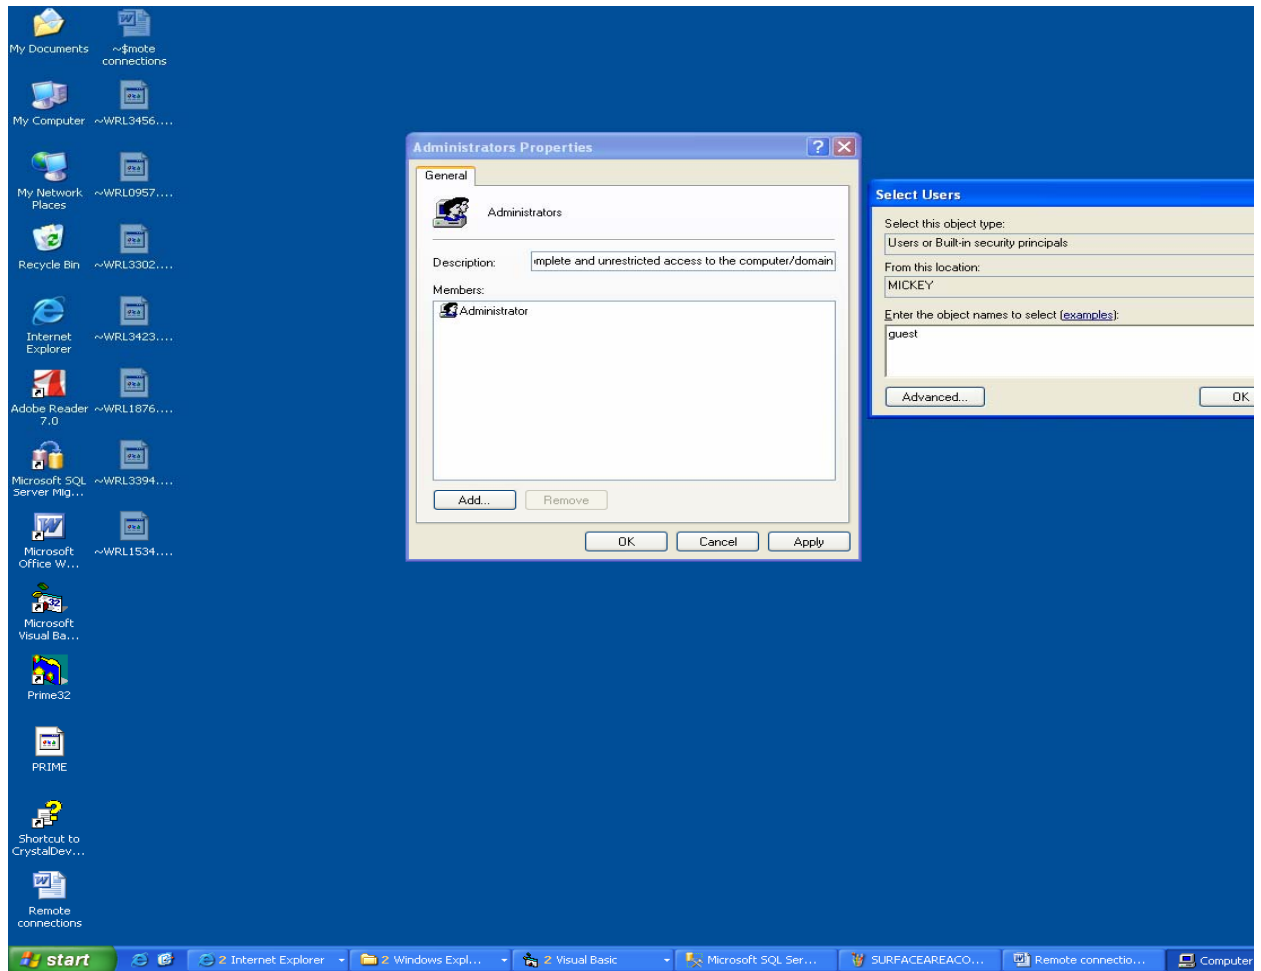 My Documents
~$mote
connections
My Computer
~WRL3456....
My Network
Places
~WRL0957....
Recycle Bin
~WRL3302....
Internet
Explorer
~WRL3423....
Adobe Reader
7.0
~WRL1876....
Microsoft SQL
Server Mig...
~WRL3394....
Microsoft
Office W...
~WRL1534....
Microsoft
Visual Ba...
Prime32
PRIME
Shortcut to
CrystalDev...
Remote
connections
Administrators Properties
General
Administrators
Description:
mplete and unrestricted access to the computer/domain
Members:
Administrator
Add...
Remove
OK
Cancel
Apply
Select Users
Select this object type:
Users or Built-in security principals
From this location:
MICKEY
Enter the object names to select (examples):
guest
Advanced...
OK
start
2 Internet Explorer
2 Windows Expl...
2 Visual Basic
Microsoft SQL Ser...
SURFACEAREACO...
Remote connectio...
Computer